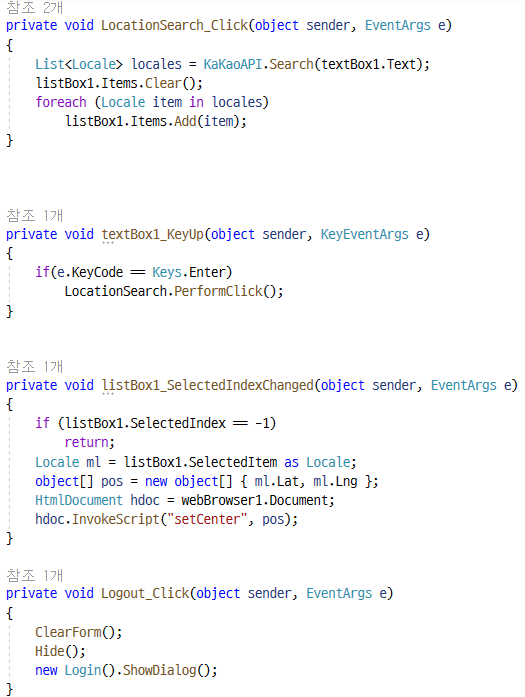 참조 2개
private void LocationSearch_Click(object sender, EventArgs e)
{
    List<Locale> locales = KaKaoAPI.Search(textBox1.Text);
    listBox1.Items.Clear();
    foreach (Locale item in locales)
        listBox1.Items.Add(item);
}
참조 1개
private void textBox1_KeyUp(object sender, KeyEventArgs e)
{
    if(e.KeyCode == Keys.Enter)
        LocationSearch.PerformClick();
}
참조 1개
private void listBox1_SelectedIndexChanged(object sender, EventArgs e)
{
    if (listBox1.SelectedIndex == -1)
        return;
    Locale ml = listBox1.SelectedItem as Locale;
    object[] pos = new object[] { ml.Lat, ml.Lng };
    HtmlDocument hdoc = webBrowser1.Document;
    hdoc.InvokeScript("setCenter", pos);
}
참조 1개
private void Logout_Click(object sender, EventArgs e)
{
    ClearForm();
    Hide();
    new Login().ShowDialog();
}